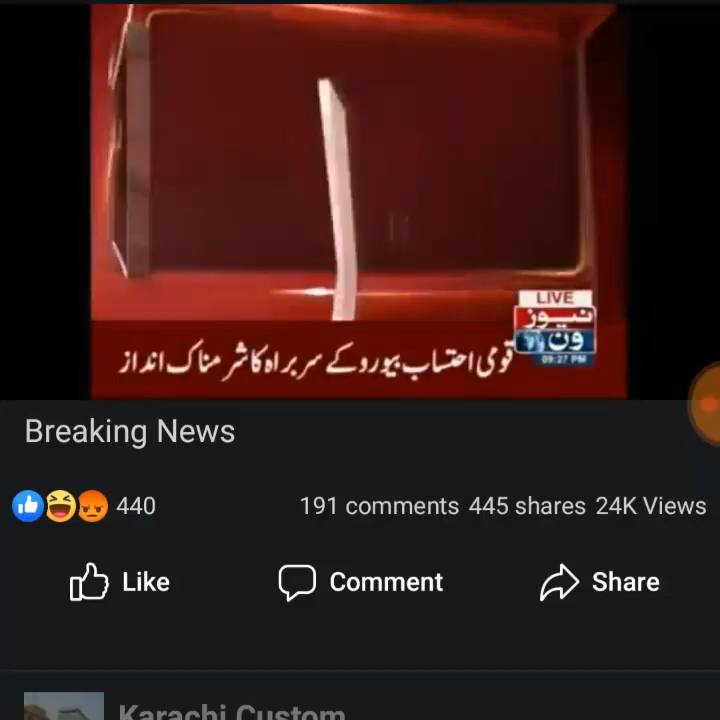 LIVE
نیوز
ون
09:27 PM
قومی احتساب بیورو کے سربراہ کا شرمناک انداز
Breaking News
440
191 comments 445 shares 24K Views
Like Comment Share
Karachi Custom